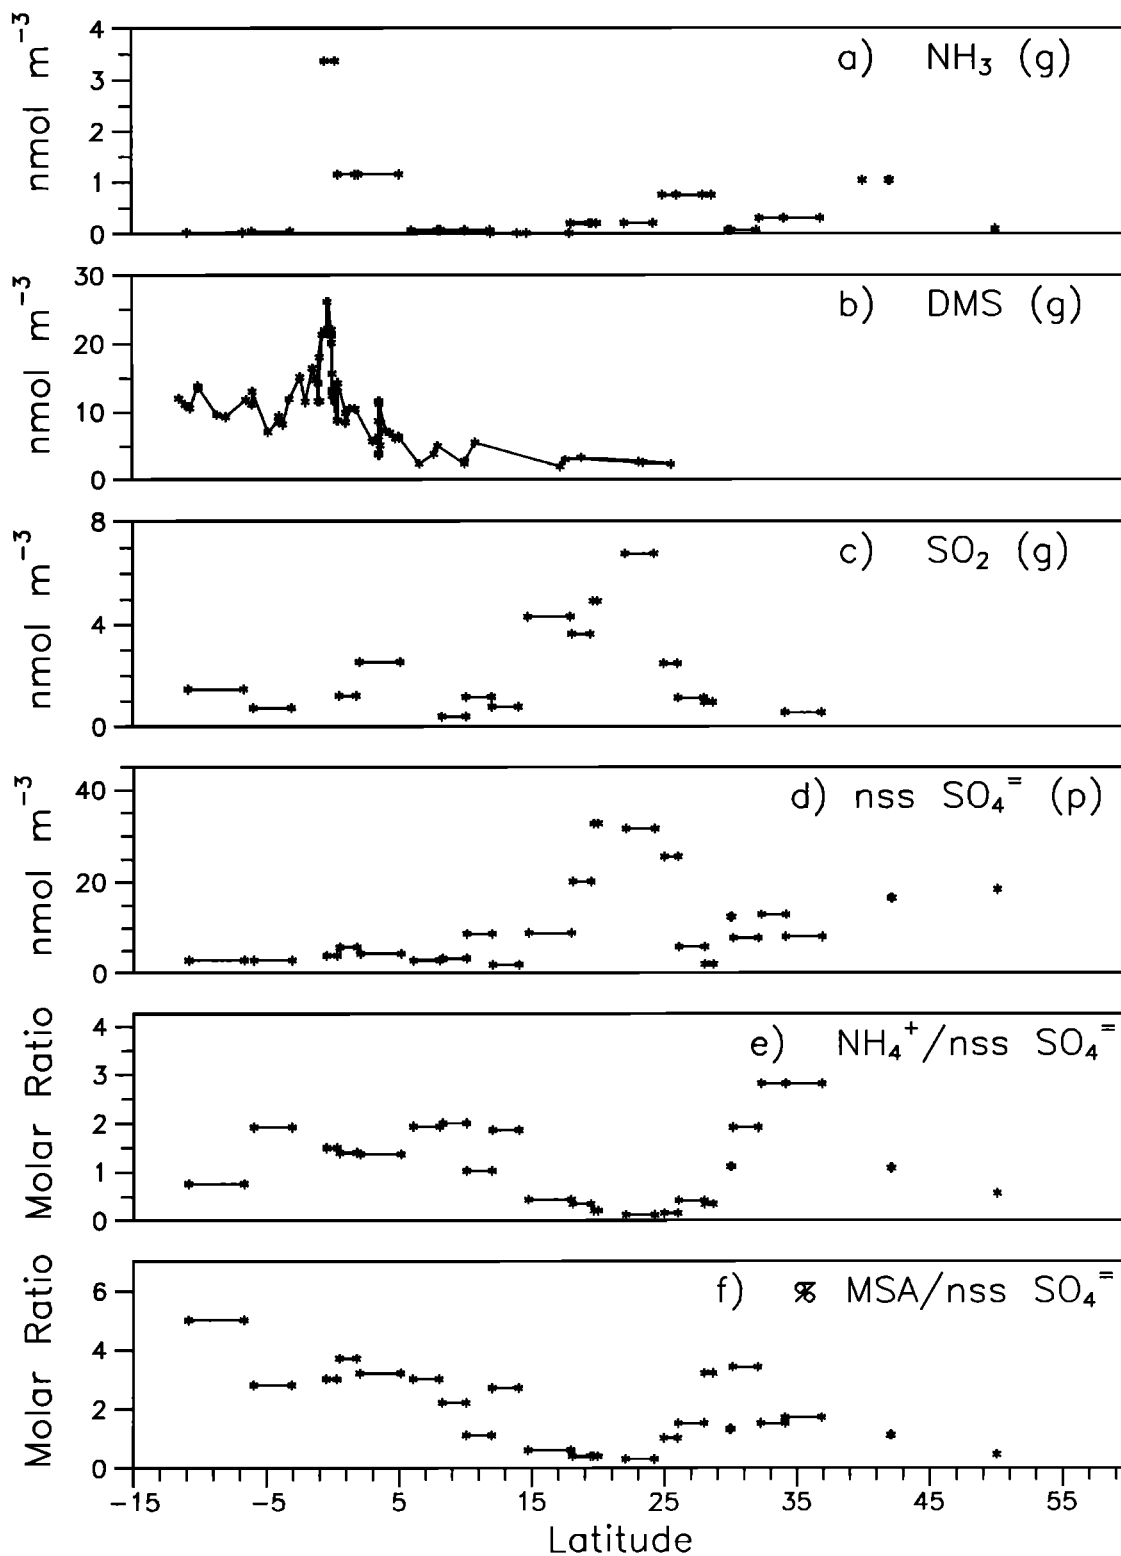 a) NH₃ (g)
nmol m⁻³
4
3
2
1
0
b) DMS (g)
nmol m⁻³
30
20
10
0
c) SO₂ (g)
nmol m⁻³
8
4
0
d) nss SO₄⁼ (p)
nmol m⁻³
40
20
0
e) NH₄⁺/nss SO₄⁼
Molar Ratio
4
3
2
1
0
f) % MSA/nss SO₄⁼
Molar Ratio
6
4
2
0
-15 -5 5 15 25 35 45 55
Latitude